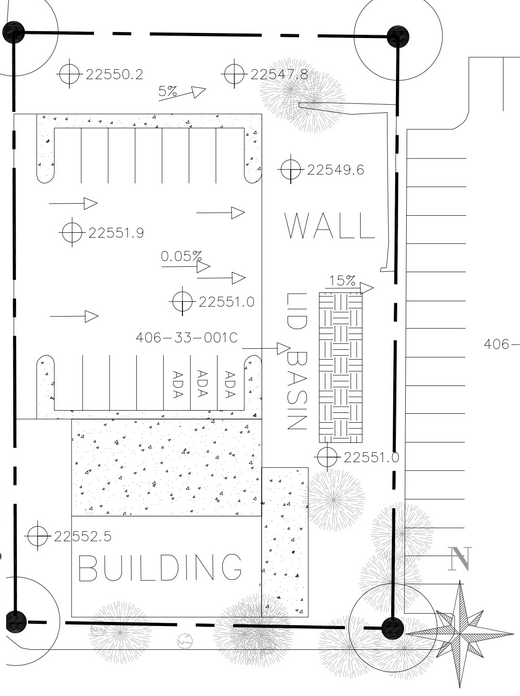 22550.2
22547.8
5%
22549.6
WALL
22551.9
0.05%
15%
22551.0
LID BASIN
406-33-001C
406-
ADA
ADA
ADA
22551.0
22552.5
N
BUILDING